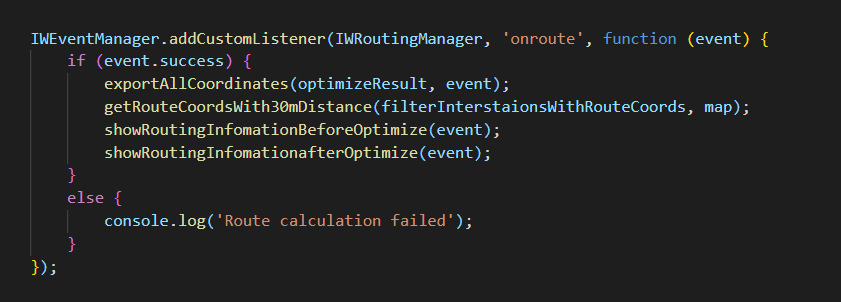 IWEventManager.addCustomListener(IWRoutingManager, 'onroute', function (event) {
if (event.success) {
exportAllCoordinates(optimizeResult, event);
getRouteCoordsWith30mDistance(filterInterstaionsWithRouteCoords, map);
showRoutingInfomationBeforeOptimize(event);
showRoutingInfomationafterOptimize(event);
}
else {
console.log('Route calculation failed');
}
});